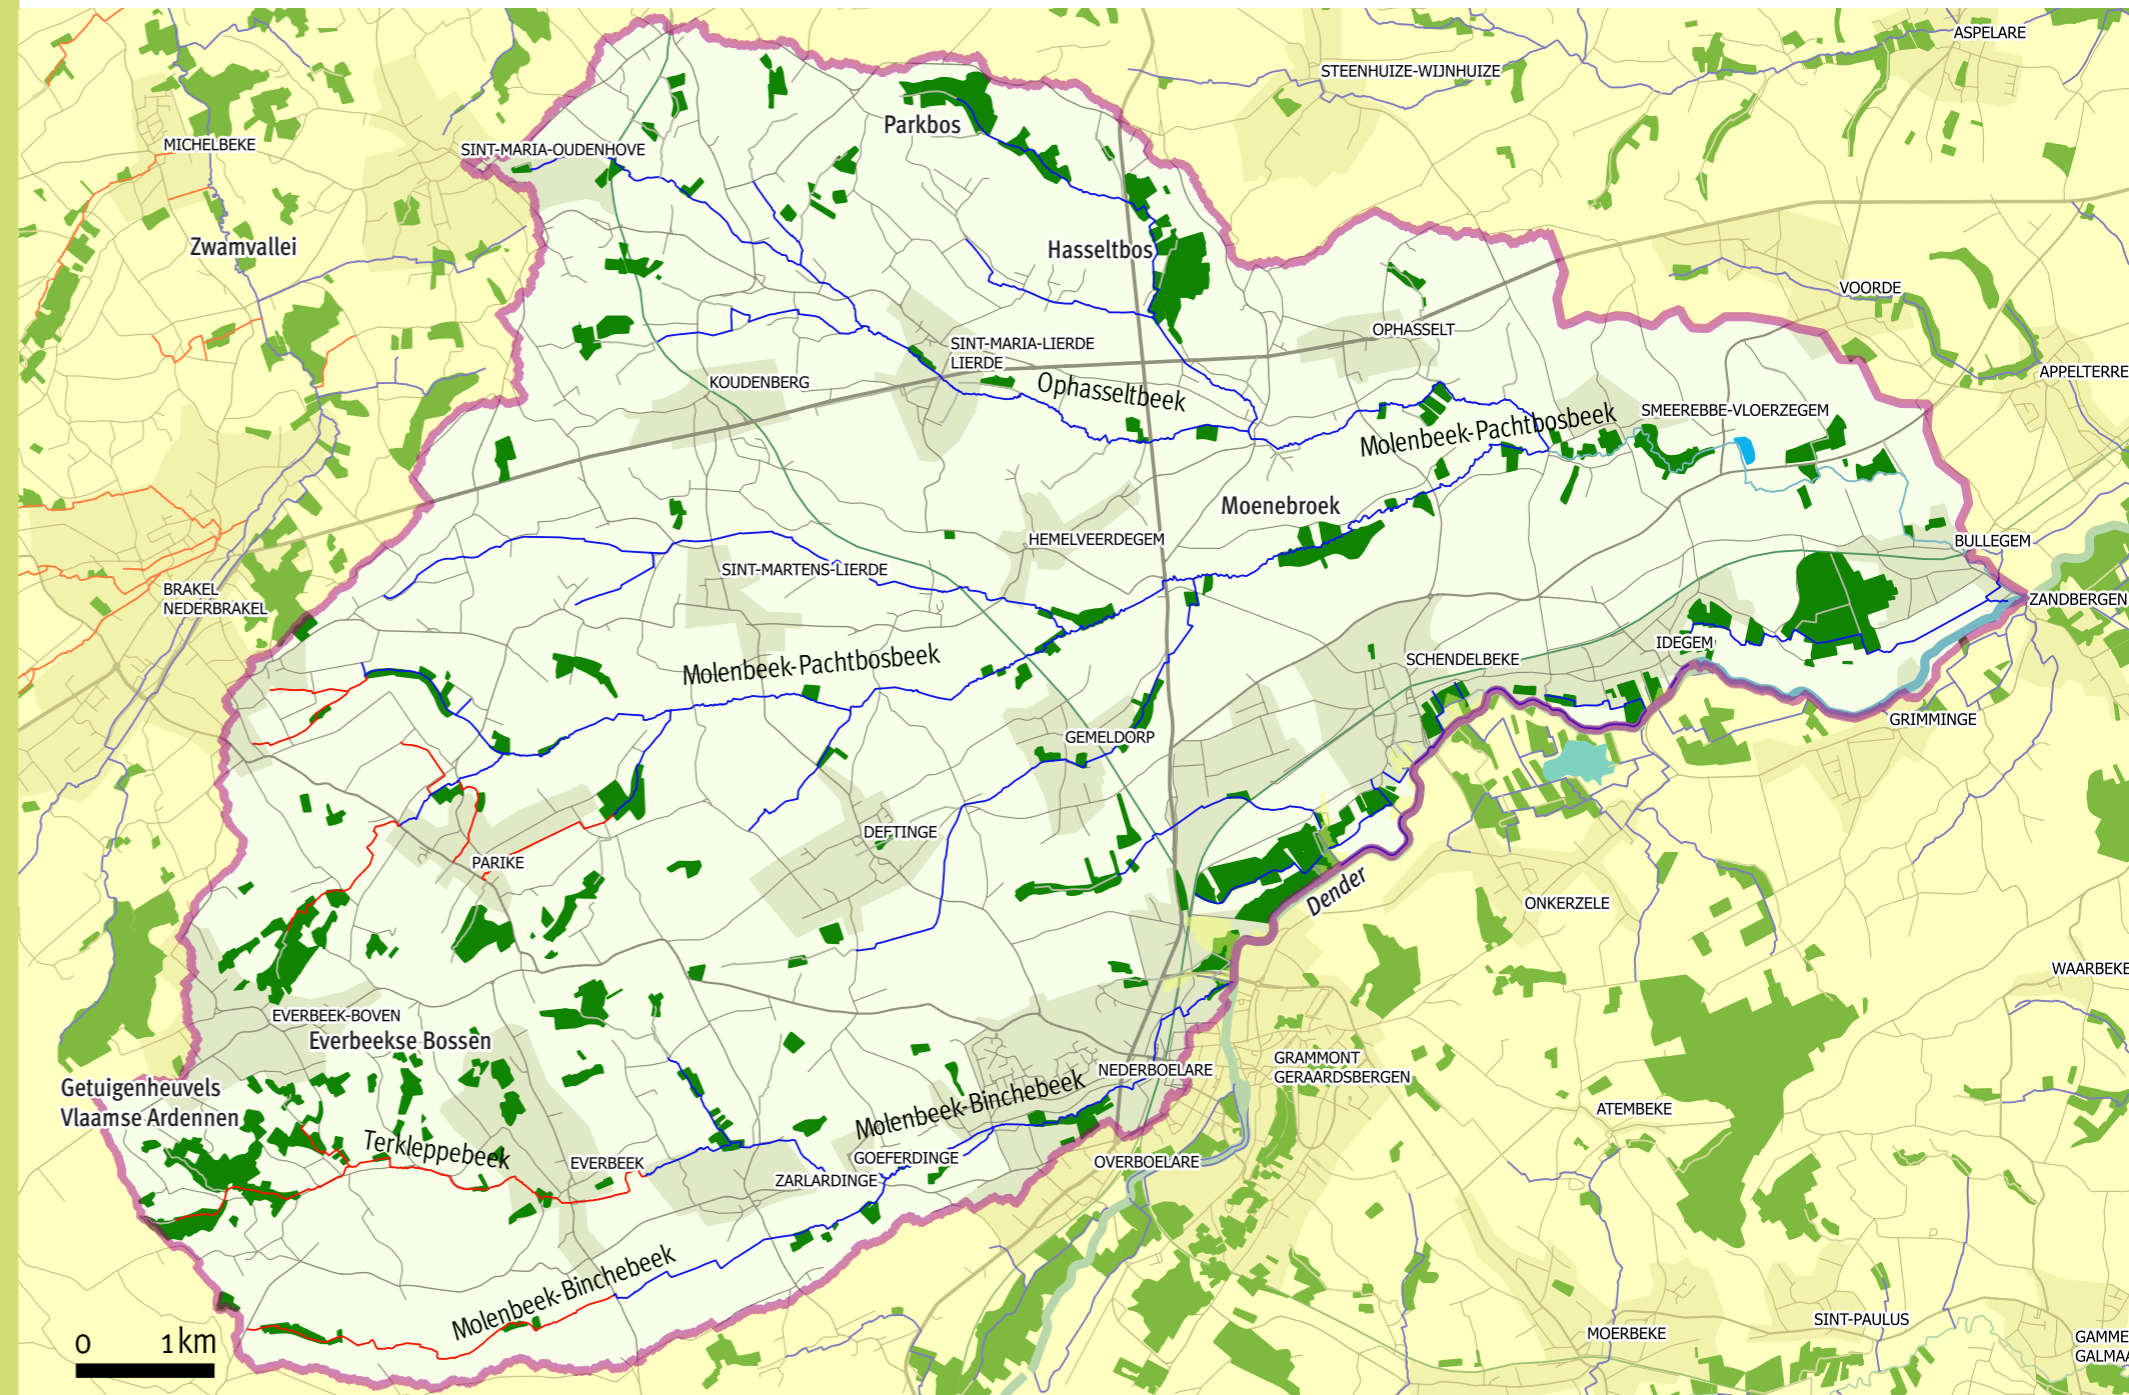 ASPELARE
STEENHUIZE-WIJNHUIZE
Parkbos
MICHELBEKE
SINT-MARIA-OUDENHOVE
Zwamvallei
Hasseltbos
VOORDE
OPHASSELT
SINT-MARIA-LIERDE
LIERDE
APPELTERRE
KOUDENBERG
Ophasseltbeek
SMEEREBBE-VLOERZEGEM
Molenbeek-Pachtbosbeek
Moenebroek
HEMELVEERDEGEM
BULLEGEM
SINT-MARTENS-LIERDE
BRAKEL
NEDERBRAKEL
ZANDBERGEN
IDEGEM
Molenbeek-Pachtbosbeek
SCHENDELBEKE
GRIMMINGE
GEMELDORP
DEFTINGE
PARIKE
Dender
ONKERZELE
WAARBEKE
EVERBEEK-BOVEN
Everbeekse Bossen
GRAMMONT
GERAARDSBERGEN
NEDERBOELARE
Getuigenheuvels
Vlaamse Ardennen
Molenbeek-Binchebeek
ATEMBEKE
Terkleppebeek
EVERBEEK
GOEFERDINGE
OVERBOELARE
ZARLARDINGE
Molenbeek-Binchebeek
SINT-PAULUS
MOERBEKE
GAMME
GALMAA
0 1 km